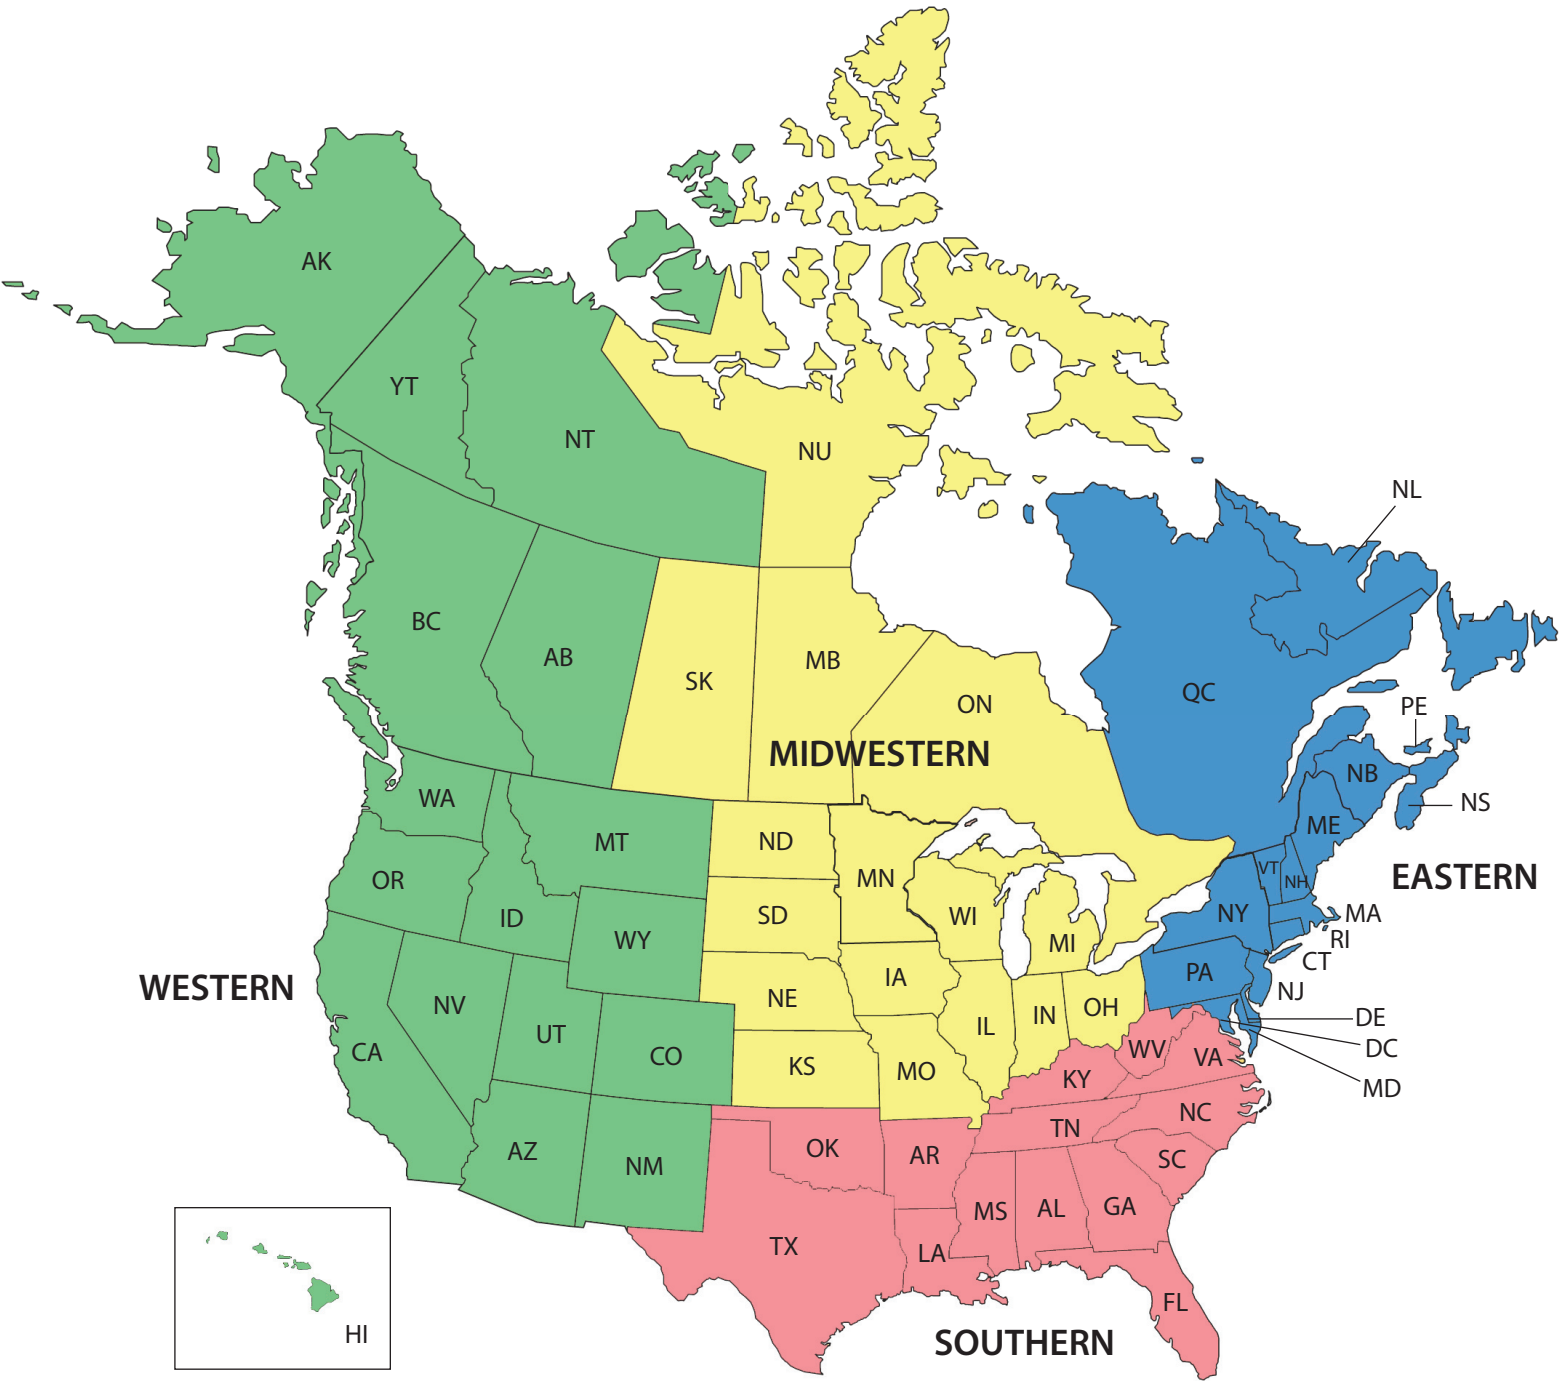 AK
YT
NT
NU
NL
BC
AB
SK
MB
ON
QC
PE
MIDWESTERN
NB
WA
NS
MT
ND
ME
OR
MN
VT
EASTERN
NH
ID
SD
WI
NY
MA
WY
MI
RI
CT
WESTERN
NV
NE
IA
PA
NJ
UT
IL
IN
OH
DE
CA
CO
KS
MO
KY
WV
VA
DC
MD
AZ
NM
OK
AR
TN
NC
SC
TX
LA
MS
AL
GA
FL
HI
SOUTHERN